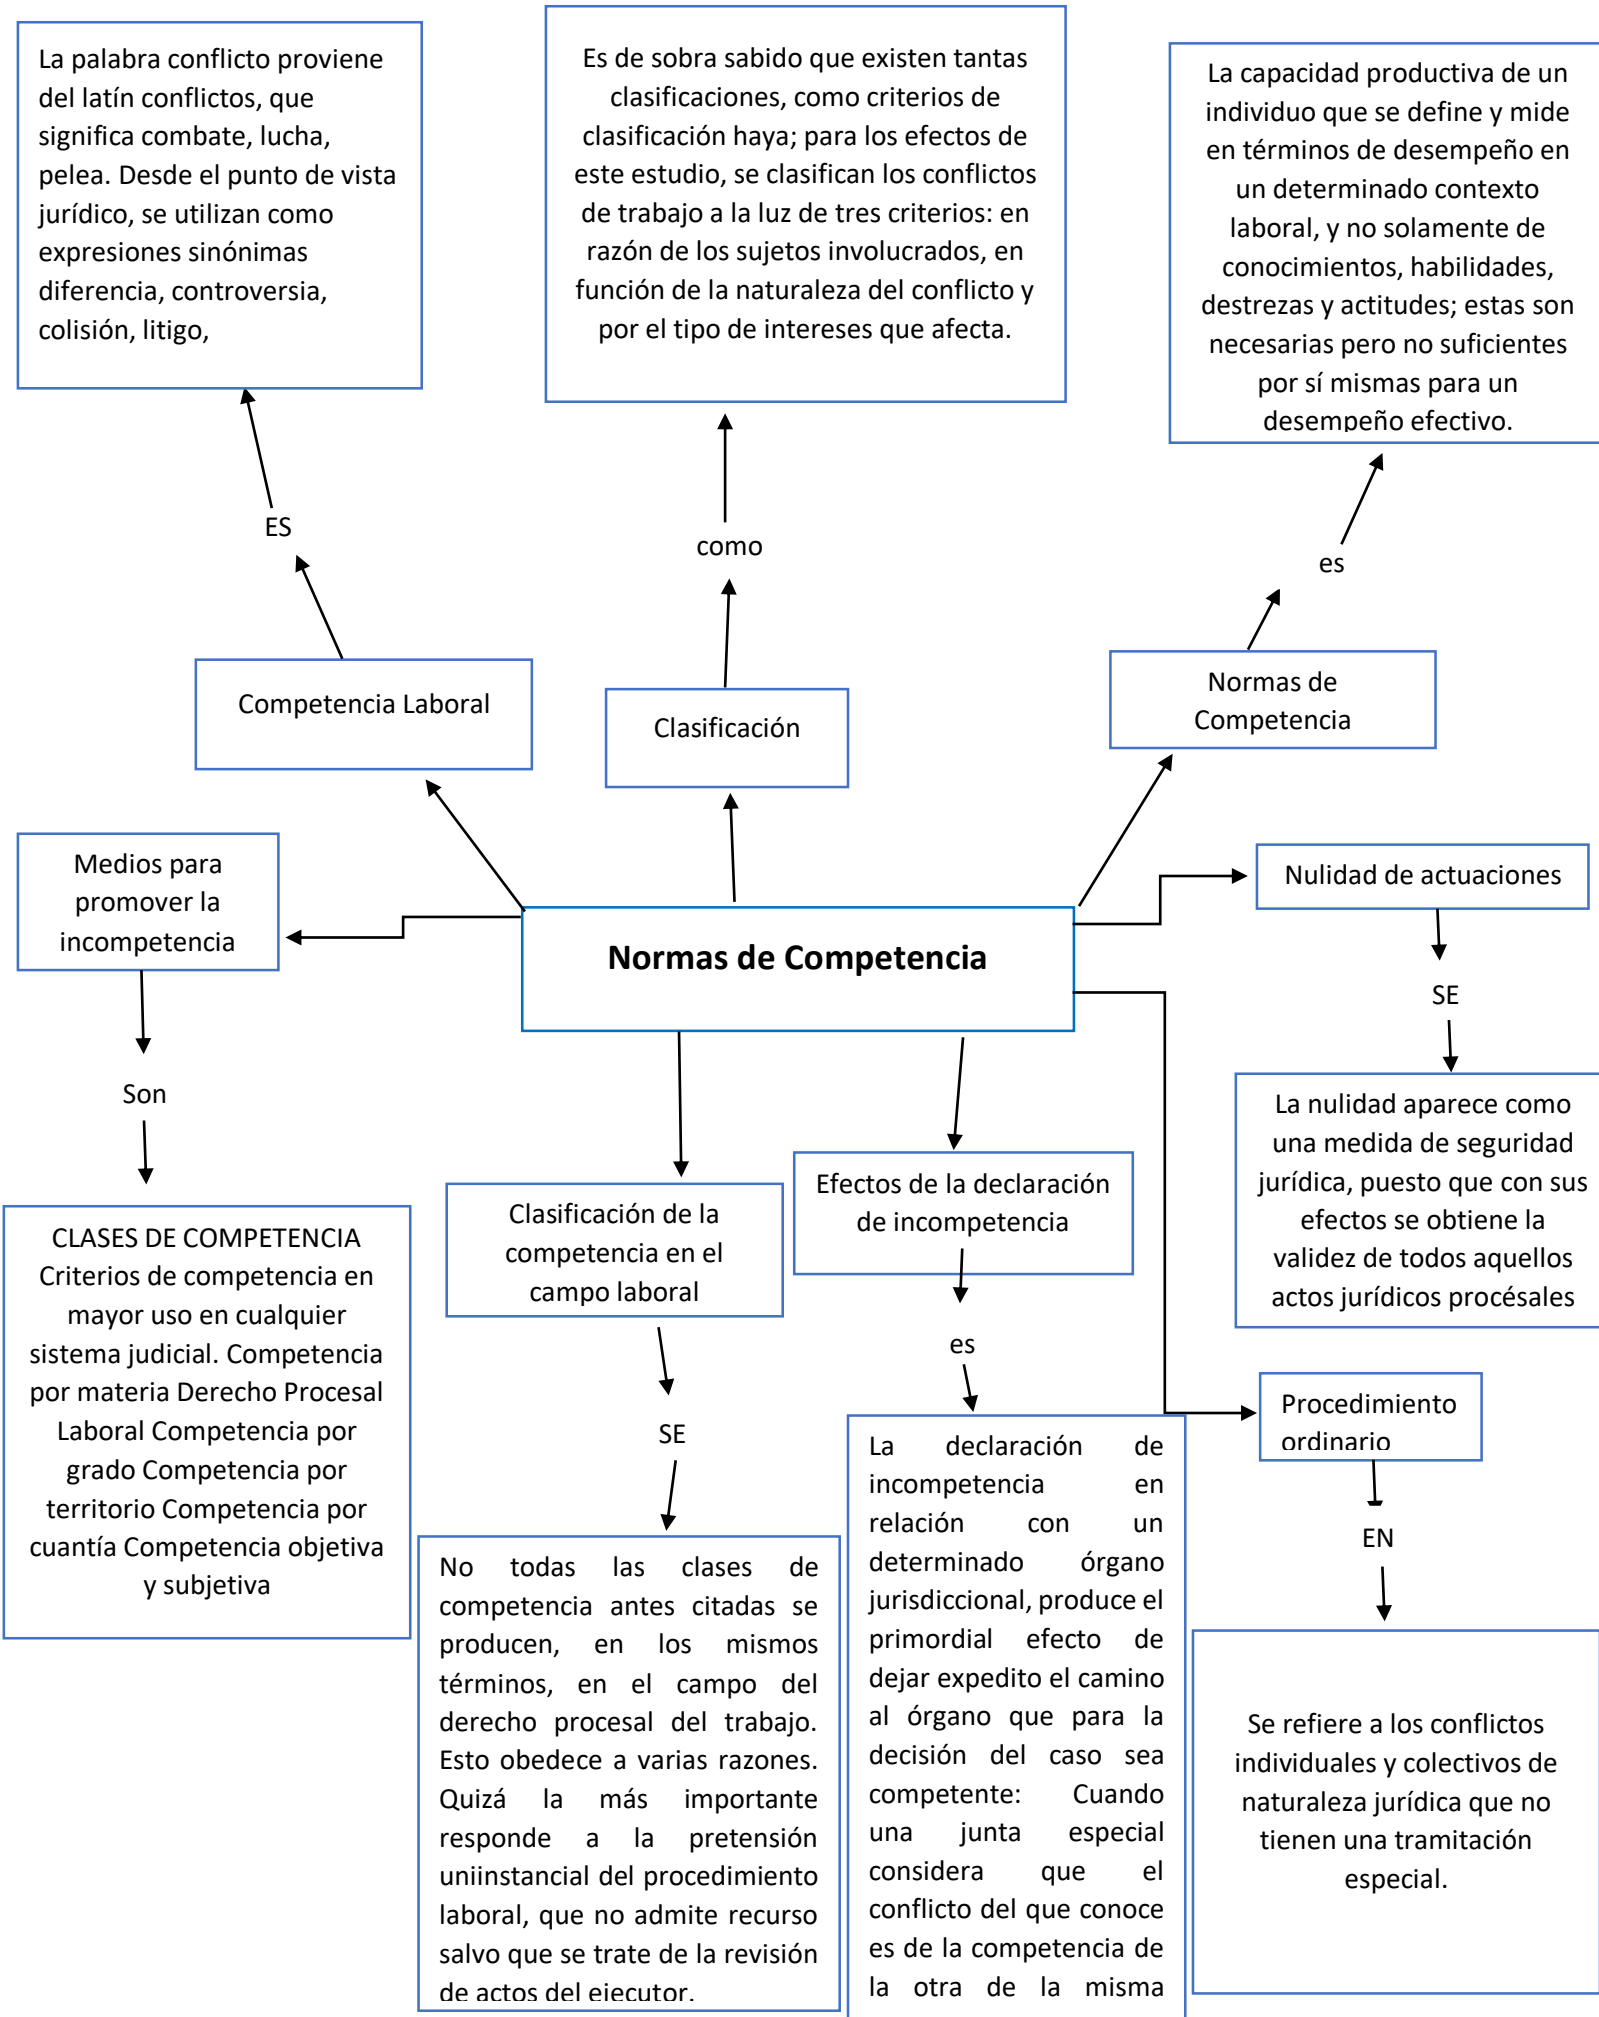 La palabra conflicto proviene
del latín conflictos, que
significa combate, lucha,
pelea. Desde el punto de vista
jurídico, se utilizan como
expresiones sinónimas
diferencia, controversia,
colisión, litigo,
Es de sobra sabido que existen tantas
clasificaciones, como criterios de
clasificación haya; para los efectos de
este estudio, se clasifican los conflictos
de trabajo a la luz de tres criterios: en
razón de los sujetos involucrados, en
función de la naturaleza del conflicto y
por el tipo de intereses que afecta.
La capacidad productiva de un
individuo que se define y mide
en términos de desempeño en
un determinado contexto
laboral, y no solamente de
conocimientos, habilidades,
destrezas y actitudes; estas son
necesarias pero no suficientes
por sí mismas para un
desempeño efectivo.
ES
como
es
Competencia Laboral
Clasificación
Normas de
Competencia
Medios para
promover la
incompetencia
Normas de Competencia
Nulidad de actuaciones
SE
Son
La nulidad aparece como
una medida de seguridad
jurídica, puesto que con sus
efectos se obtiene la
validez de todos aquellos
actos jurídicos procésales
CLASES DE COMPETENCIA
Criterios de competencia en
mayor uso en cualquier
sistema judicial. Competencia
por materia Derecho Procesal
Laboral Competencia por
grado Competencia por
territorio Competencia por
cuantía Competencia objetiva
y subjetiva
Clasificación de la
competencia en el
campo laboral
Efectos de la declaración
de incompetencia
es
SE
Procedimiento
ordinario
EN
No todas las clases de
competencia antes citadas se
producen, en los mismos
términos, en el campo del
derecho procesal del trabajo.
Esto obedece a varias razones.
Quizá la más importante
responde a la pretensión
uniinstancial del procedimiento
laboral, que no admite recurso
salvo que se trate de la revisión
de actos del ejecutor.
La declaración de
incompetencia en
relación con un
determinado órgano
jurisdiccional, produce el
primordial efecto de
dejar expedito el camino
al órgano que para la
decisión del caso sea
competente: Cuando
una junta especial
considera que el
conflicto del que conoce
es de la competencia de
la otra de la misma
Se refiere a los conflictos
individuales y colectivos de
naturaleza jurídica que no
tienen una tramitación
especial.